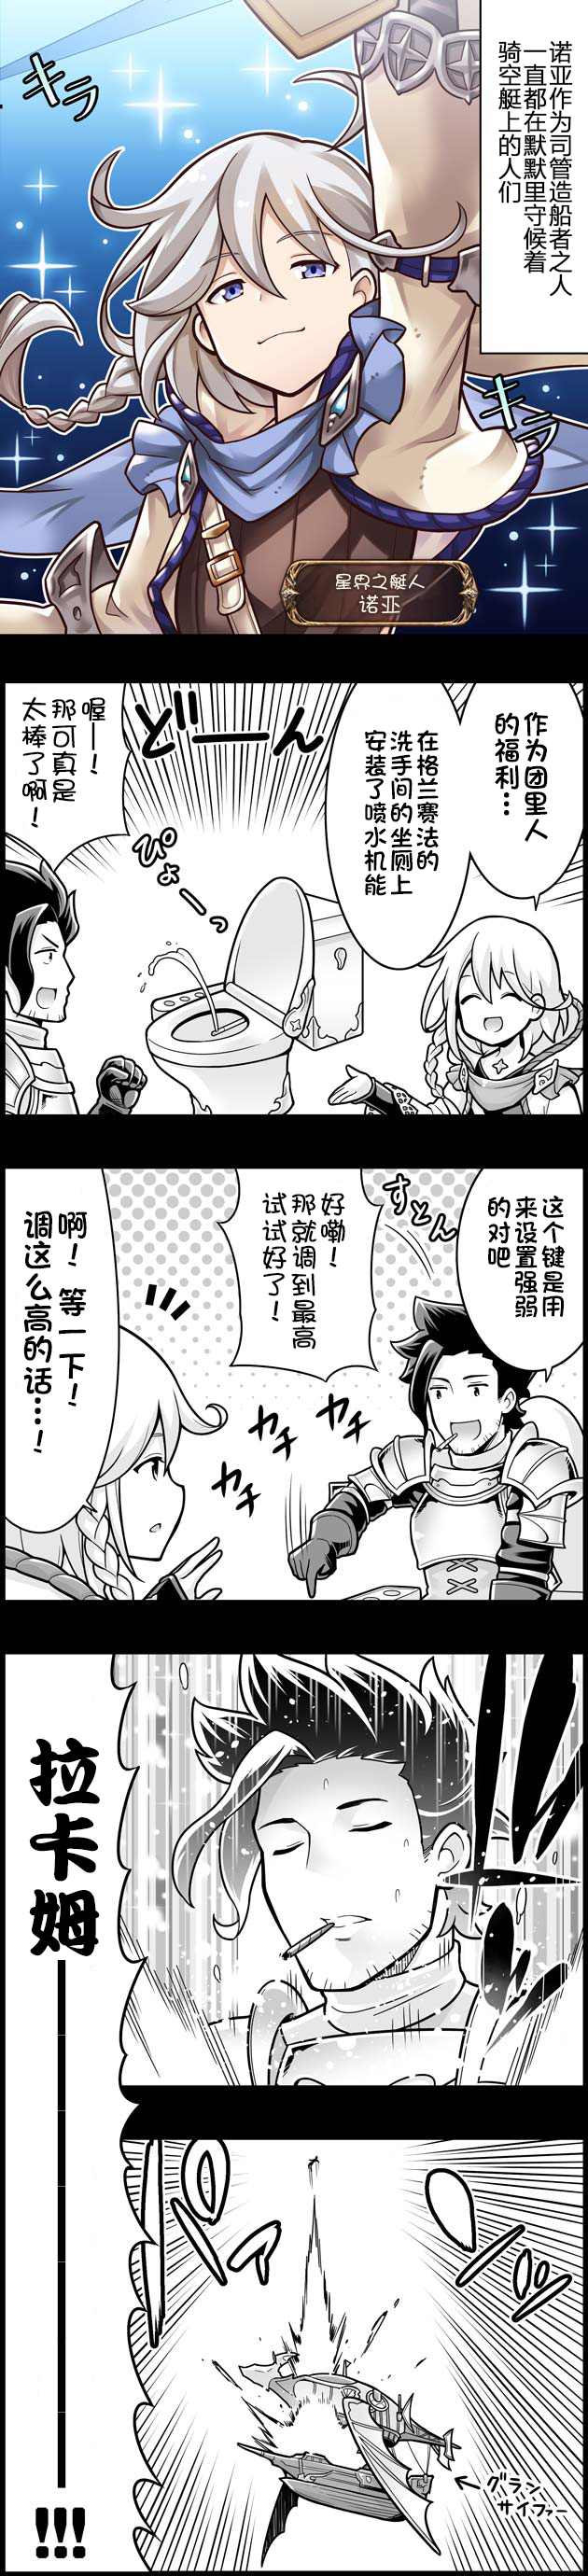 诺亚作为司管造船者之人
一直都在默默里守候着
骑空艇上的人们
キラ
キラ
星界之艇人
诺亚
作为团里人
的福利…
在格兰赛法的
洗手间的坐厕上
安装了喷水机能
どーん
ぴょーっ
喔ー！
那可真是
太棒了啊！
这个键是用
来设置强弱
的对吧
すとん
好嘞！
那就调到最高
试试好了！
カチ
カチ
カチ
啊！等一下！
调这么高的话…！
拉卡姆━━━!!!
グラン
サイファー